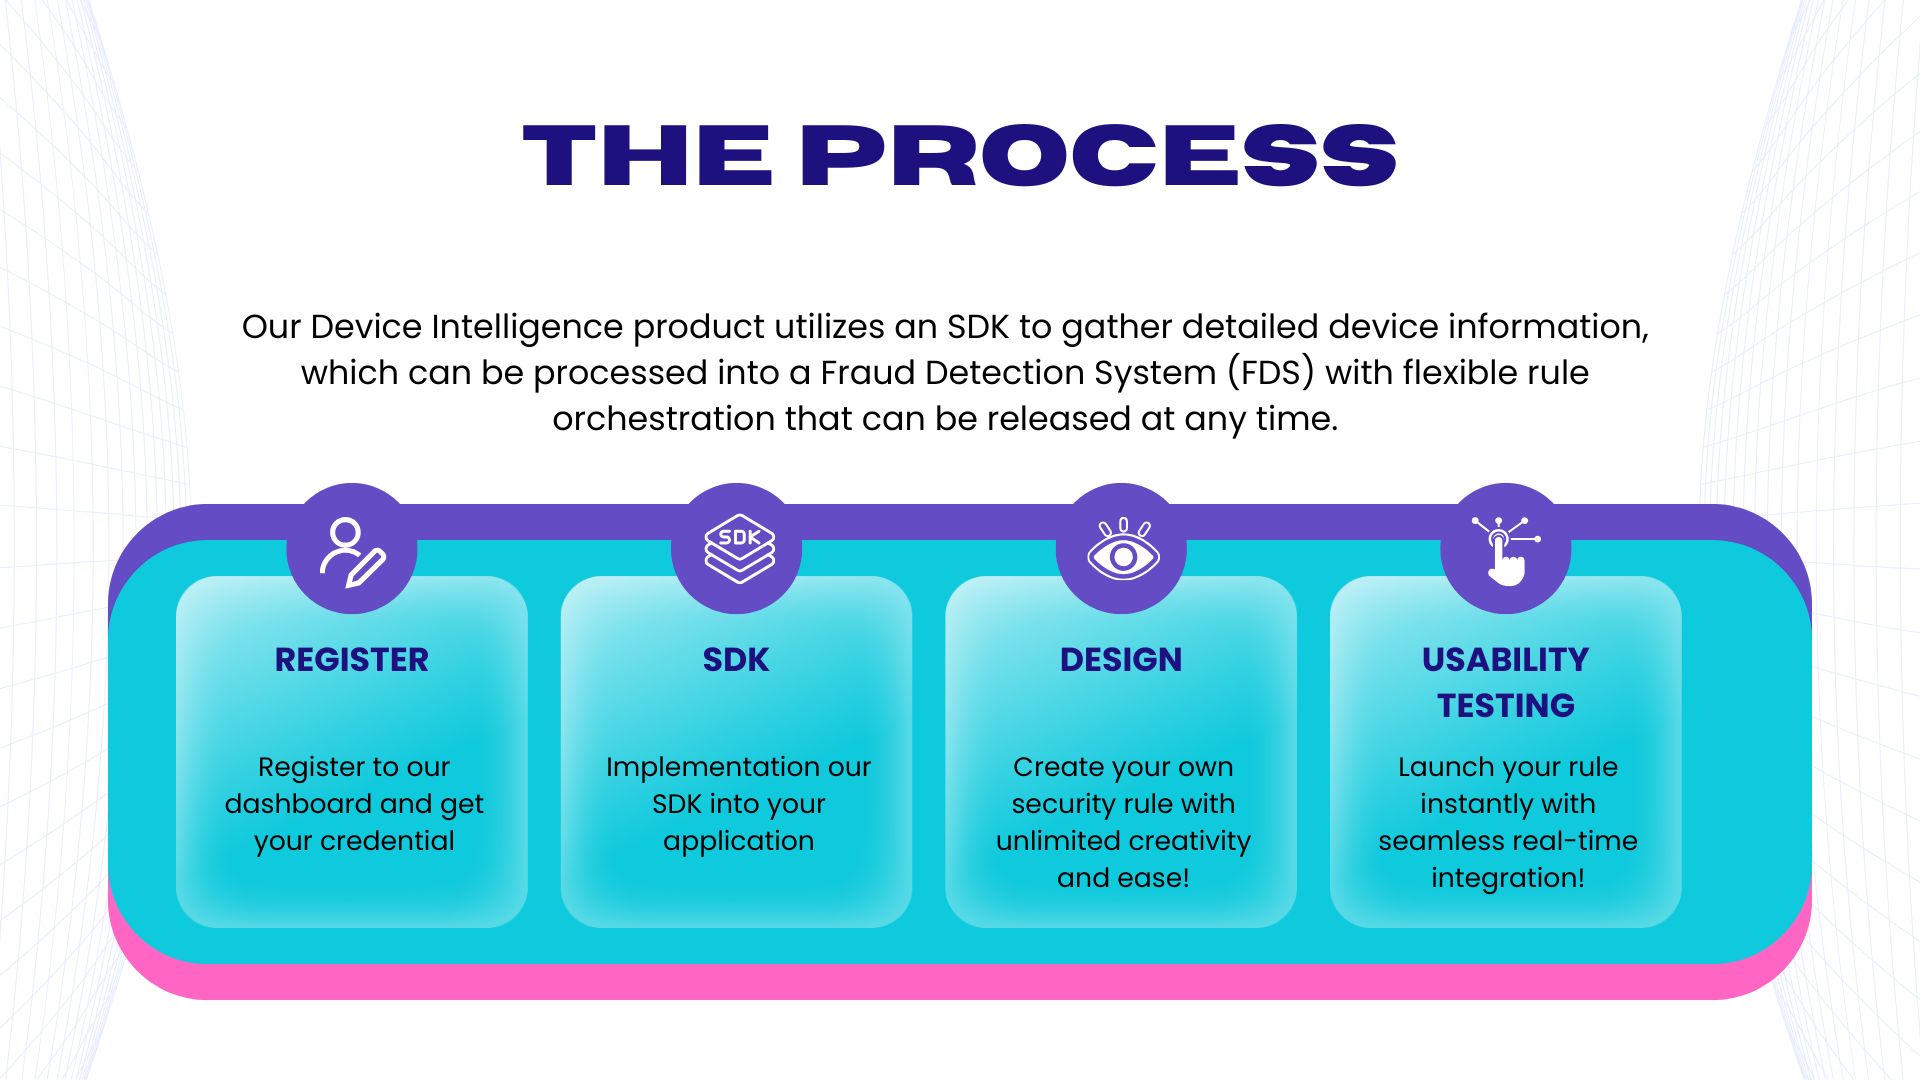 THE PROCESS
Our Device Intelligence product utilizes an SDK to gather detailed device information,
which can be processed into a Fraud Detection System (FDS) with flexible rule
orchestration that can be released at any time.
REGISTER
Register to our
dashboard and get
your credential
SDK
SDK
Implementation our
SDK into your
application
DESIGN
Create your own
security rule with
unlimited creativity
and ease!
USABILITY
TESTING
Launch your rule
instantly with
seamless real-time
integration!